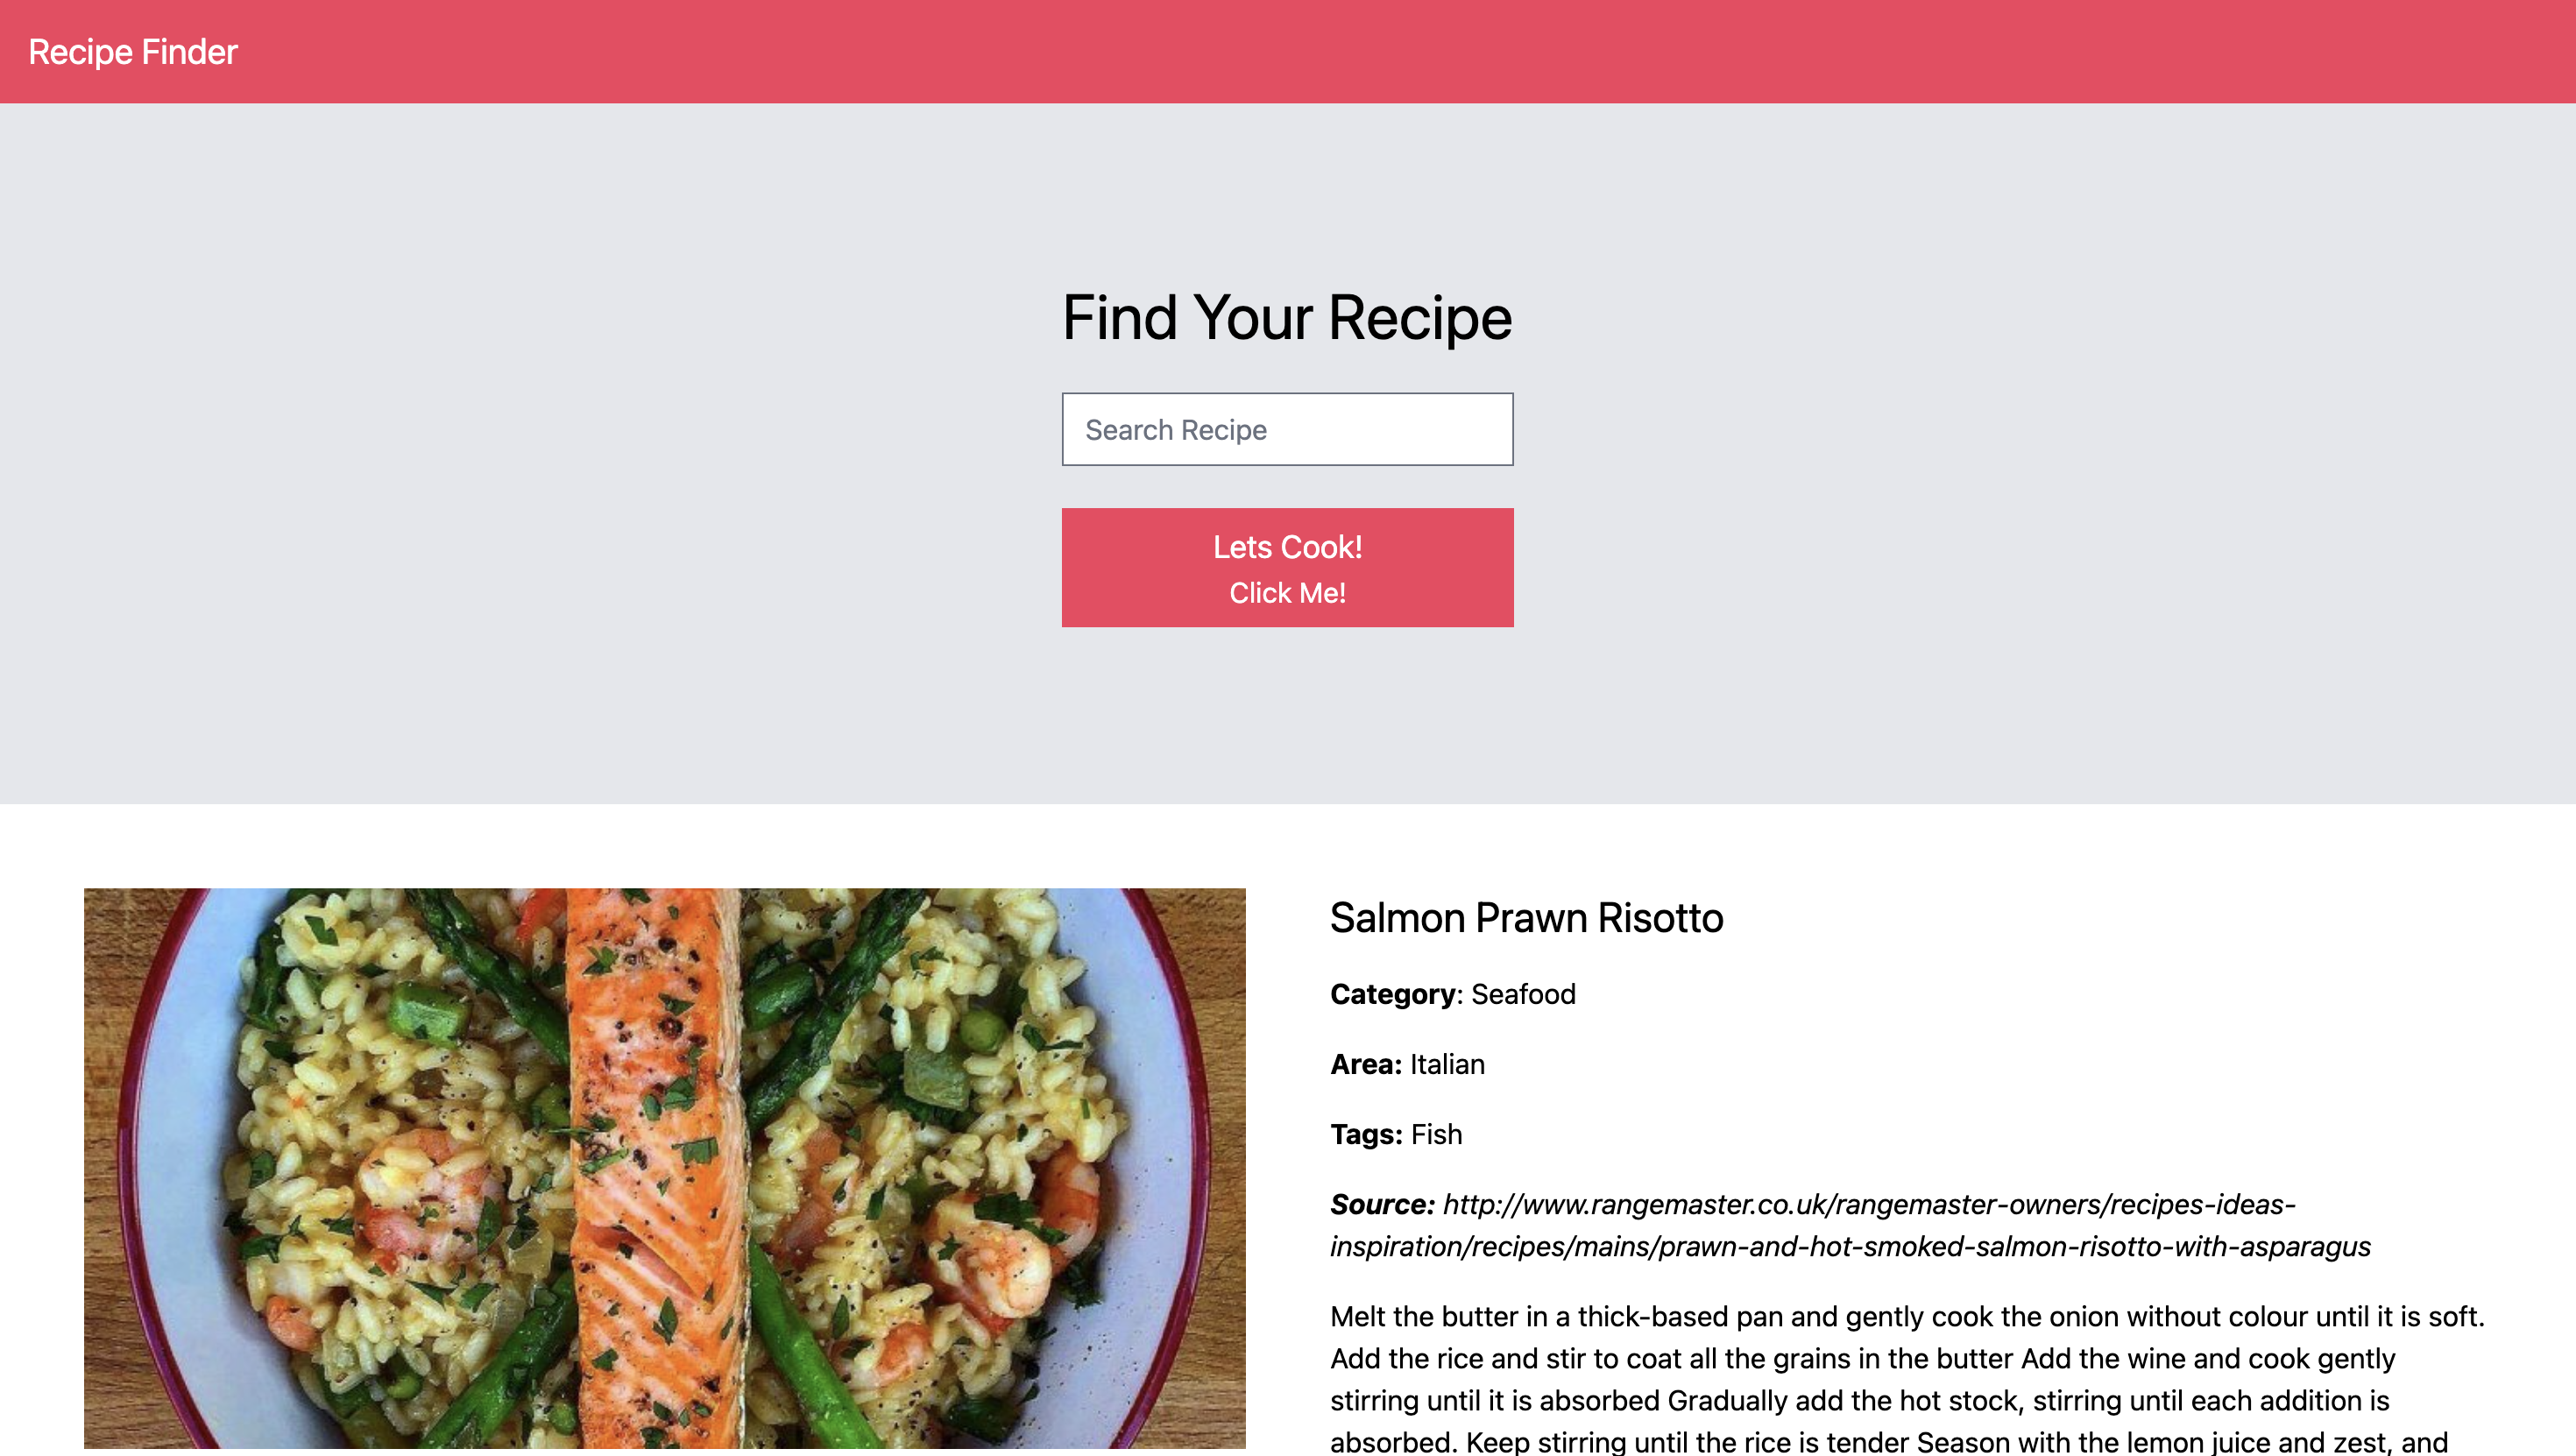 Recipe Finder
Find Your Recipe
Search Recipe
Lets Cook!
Click Me!
Salmon Prawn Risotto
Category: Seafood
Area: Italian
Tags: Fish
Source: http://www.rangemaster.co.uk/rangemaster-owners/recipes-ideas-
inspiration/recipes/mains/prawn-and-hot-smoked-salmon-risotto-with-asparagus
Melt the butter in a thick-based pan and gently cook the onion without colour until it is soft.
Add the rice and stir to coat all the grains in the butter Add the wine and cook gently
stirring until it is absorbed Gradually add the hot stock, stirring until each addition is
absorbed. Keep stirring until the rice is tender Season with the lemon juice and zest, and